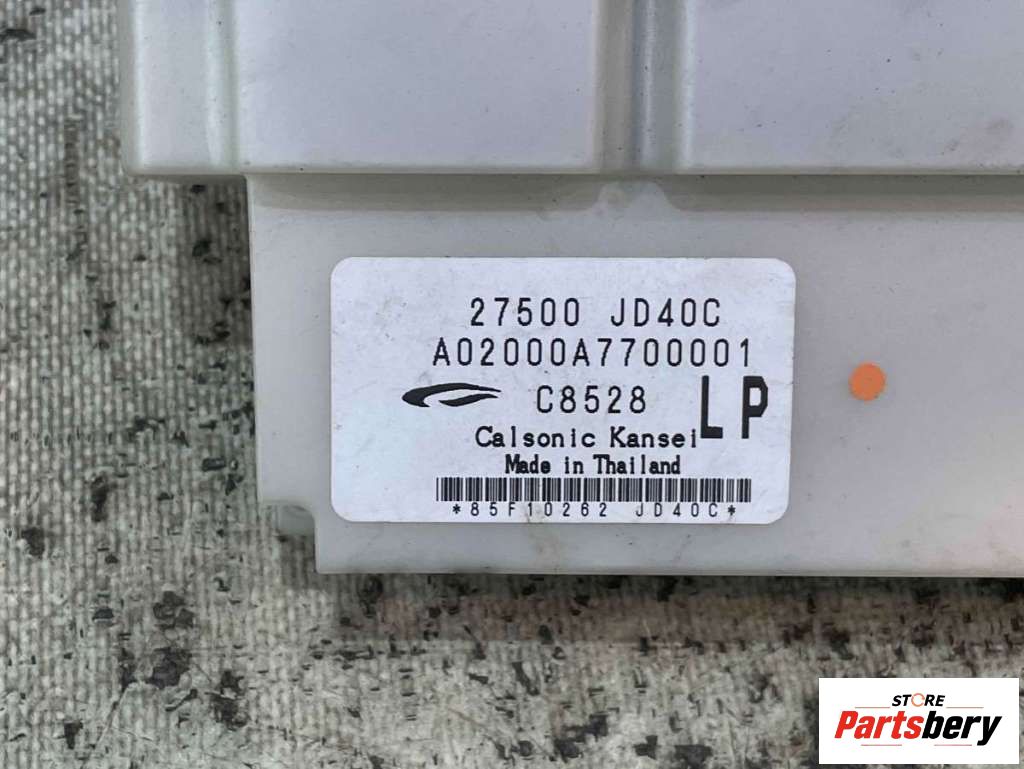 27500 JD40C
A02000A7700001
C8528 LP
Calsonic Kansei
Made in Thailand
*85F10262 JD40C*
STORE
Partsbery